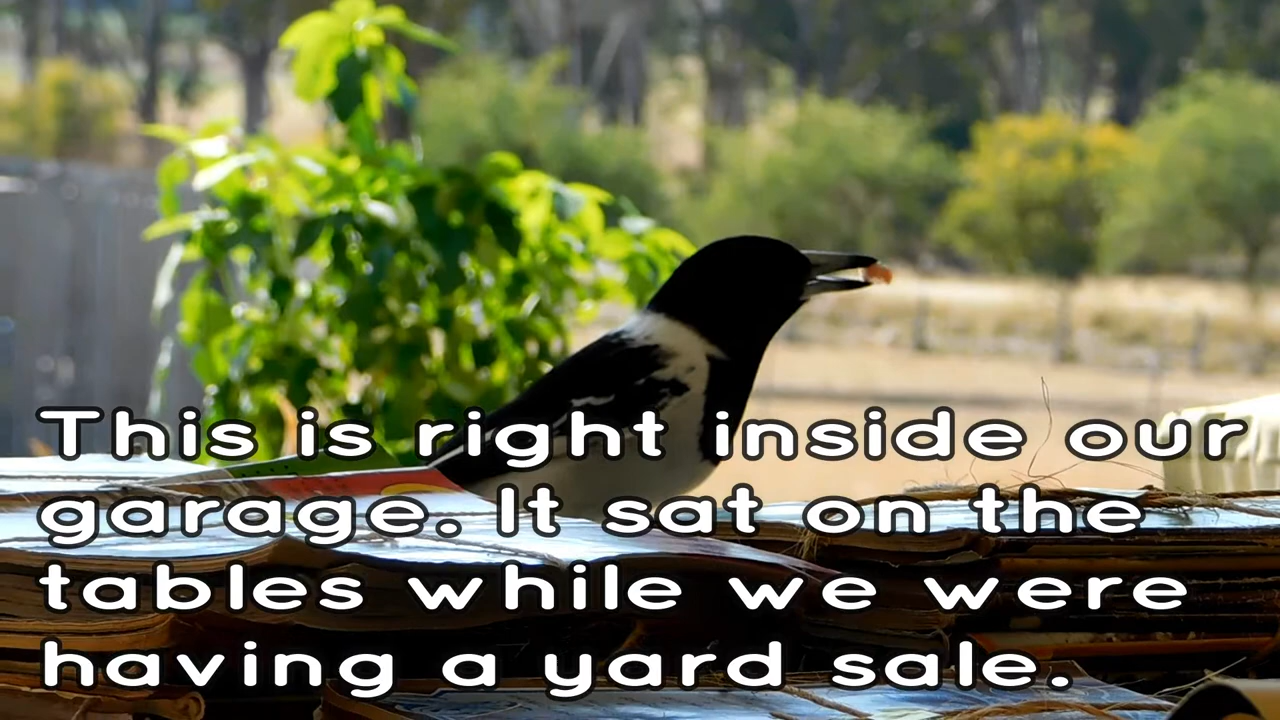 This is right inside our
garage. It sat on the
tables while we were
having a yard sale.